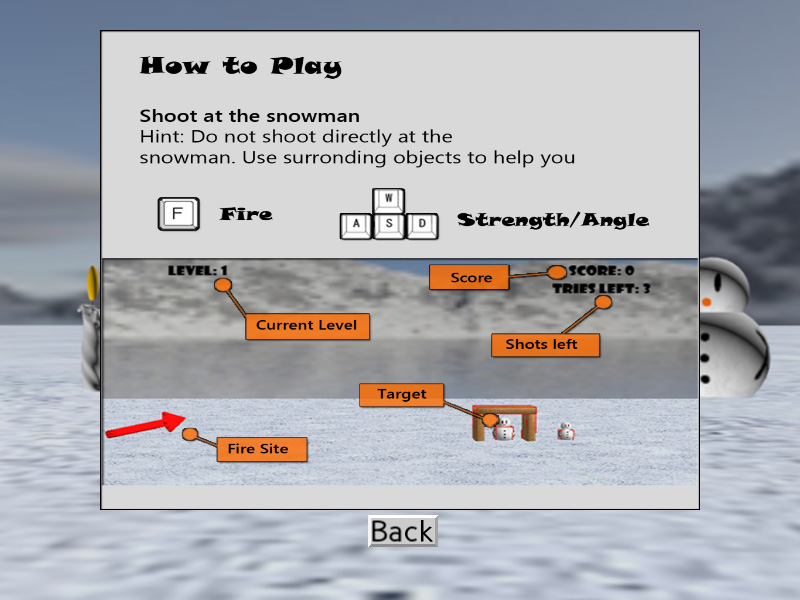 How to Play
Shoot at the snowman
Hint: Do not shoot directly at the
snowman. Use surronding objects to help you
F Fire
W
A S D Strength/Angle
LEVEL: 1
Score
SCORE: 0
TRIES LEFT: 3
Current Level
Shots left
Target
Fire Site
Back